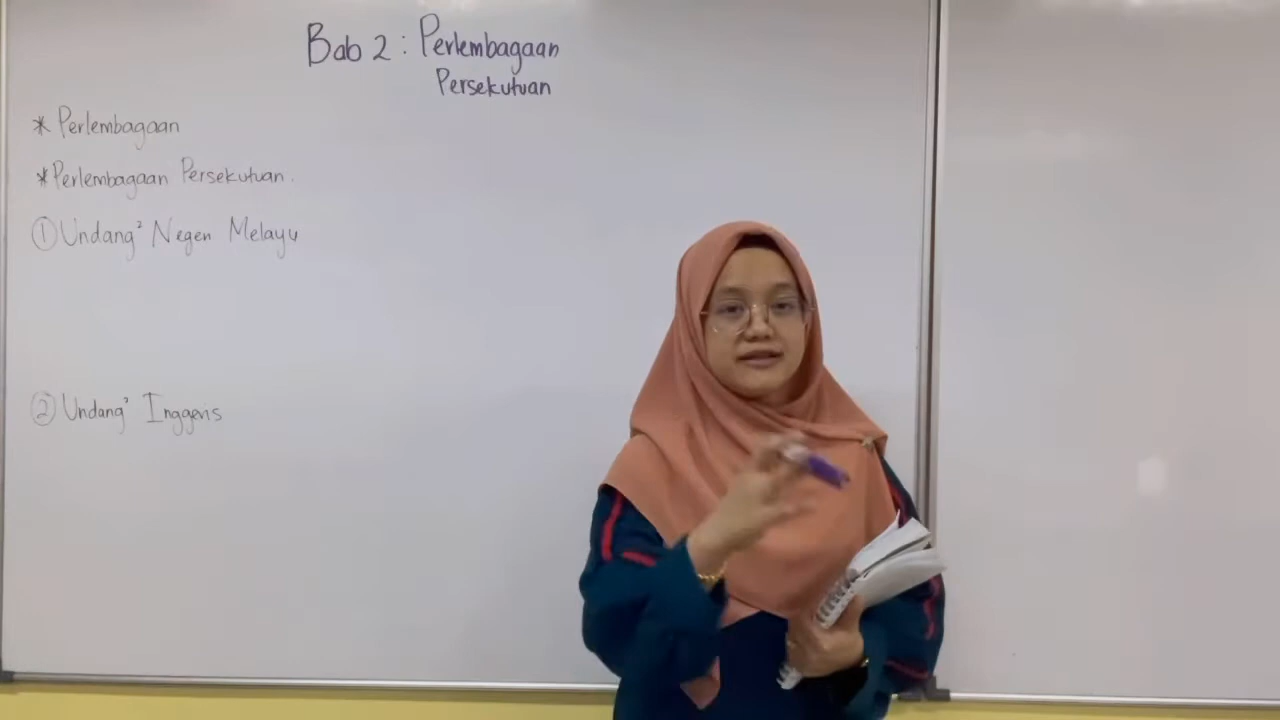 Bab 2 : Perlembagaan
Persekutuan
* Perlembagaan
* Perlembagaan Persekutuan.
① Undang² Negeri Melayu
② Undang² Inggeris